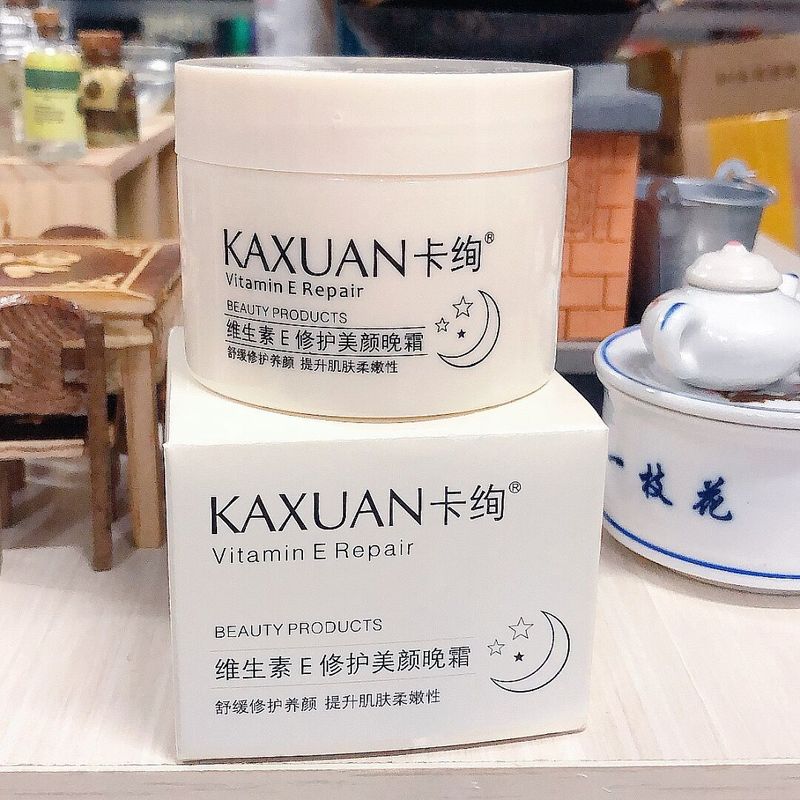 KAXUAN卡绚®
Vitamin E Repair
BEAUTY PRODUCTS
维生素E修护美颜晚霜
舒缓修护养颜 提升肌肤柔嫩性
KAXUAN卡绚®
Vitamin E Repair
BEAUTY PRODUCTS
维生素E修护美颜晚霜
舒缓修护养颜 提升肌肤柔嫩性
一枝花